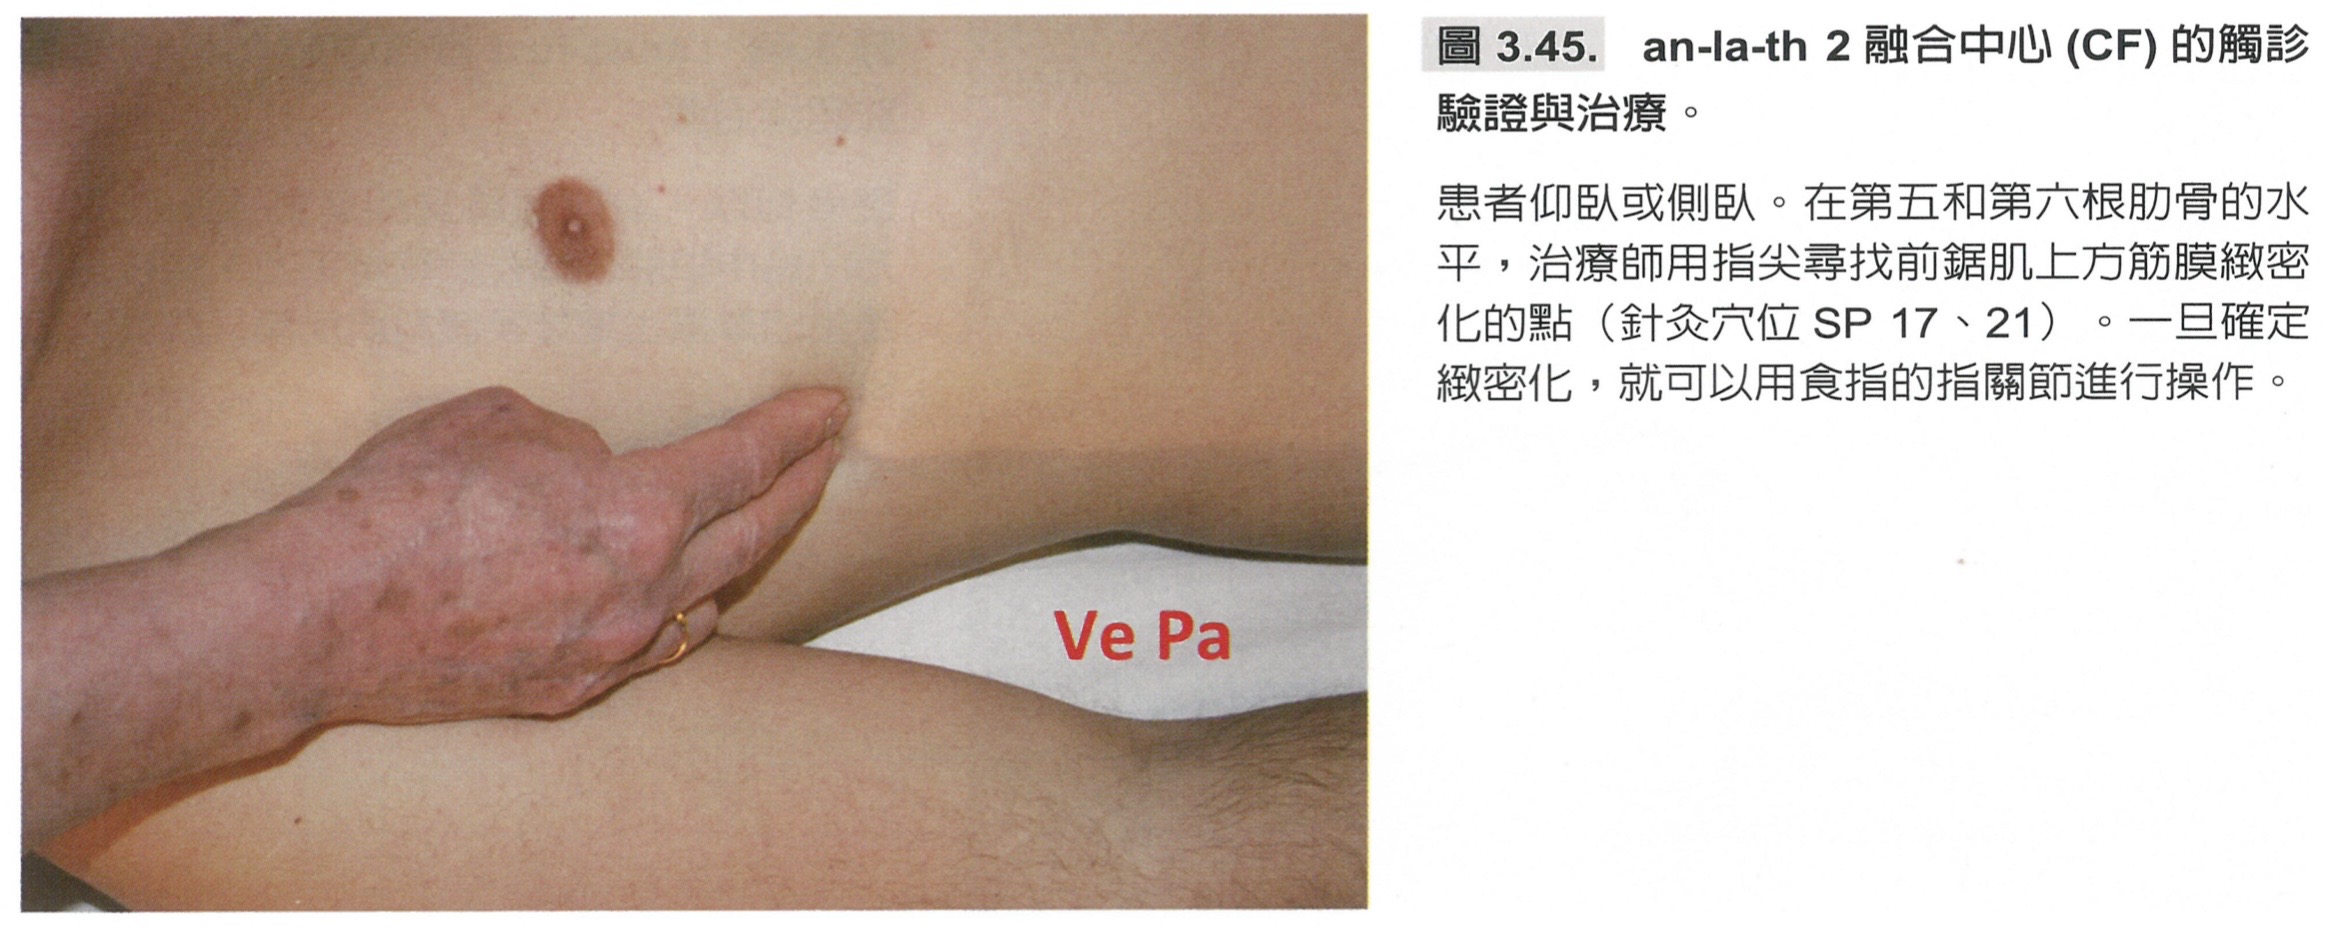 圖 3.45. an-la-th 2 融合中心 (CF) 的觸診
驗證與治療。
患者仰臥或側臥。在第五和第六根肋骨的水
平，治療師用指尖尋找前鋸肌上方筋膜緻密
化的點（針灸穴位 SP 17、21）。一旦確定
緻密化，就可以用食指的指關節進行操作。
Ve Pa